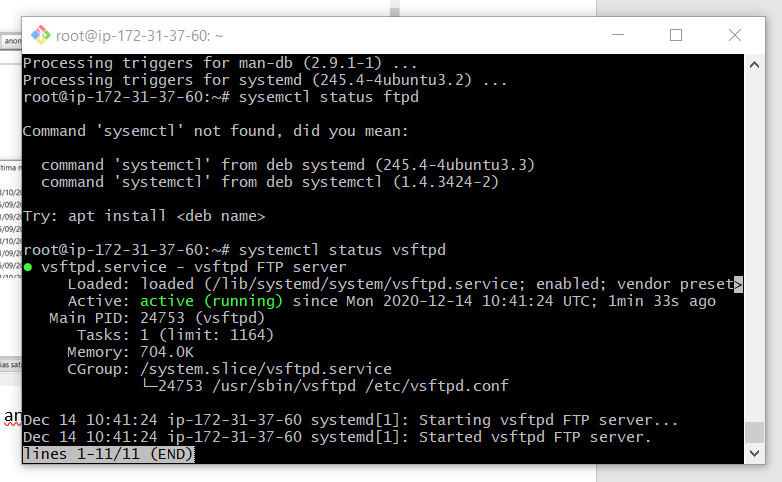 root@ip-172-31-37-60: ~
Processing triggers for man-db (2.9.1-1) ...
Processing triggers for systemd (245.4-4ubuntu3.2) ...
root@ip-172-31-37-60:~# sysemctl status ftpd
Command 'sysemctl' not found, did you mean:
command 'systemctl' from deb systemd (245.4-4ubuntu3.3)
command 'systemctl' from deb systemctl (1.4.3424-2)
Try: apt install <deb name>
root@ip-172-31-37-60:~# systemctl status vsftpd
● vsftpd.service - vsftpd FTP server
Loaded: loaded (/lib/systemd/system/vsftpd.service; enabled; vendor preset>
Active: active (running) since Mon 2020-12-14 10:41:24 UTC; 1min 33s ago
Main PID: 24753 (vsftpd)
Tasks: 1 (limit: 1164)
Memory: 704.0K
CGroup: /system.slice/vsftpd.service
└─24753 /usr/sbin/vsftpd /etc/vsftpd.conf
Dec 14 10:41:24 ip-172-31-37-60 systemd[1]: Starting vsftpd FTP server...
Dec 14 10:41:24 ip-172-31-37-60 systemd[1]: Started vsftpd FTP server.
lines 1-11/11 (END)